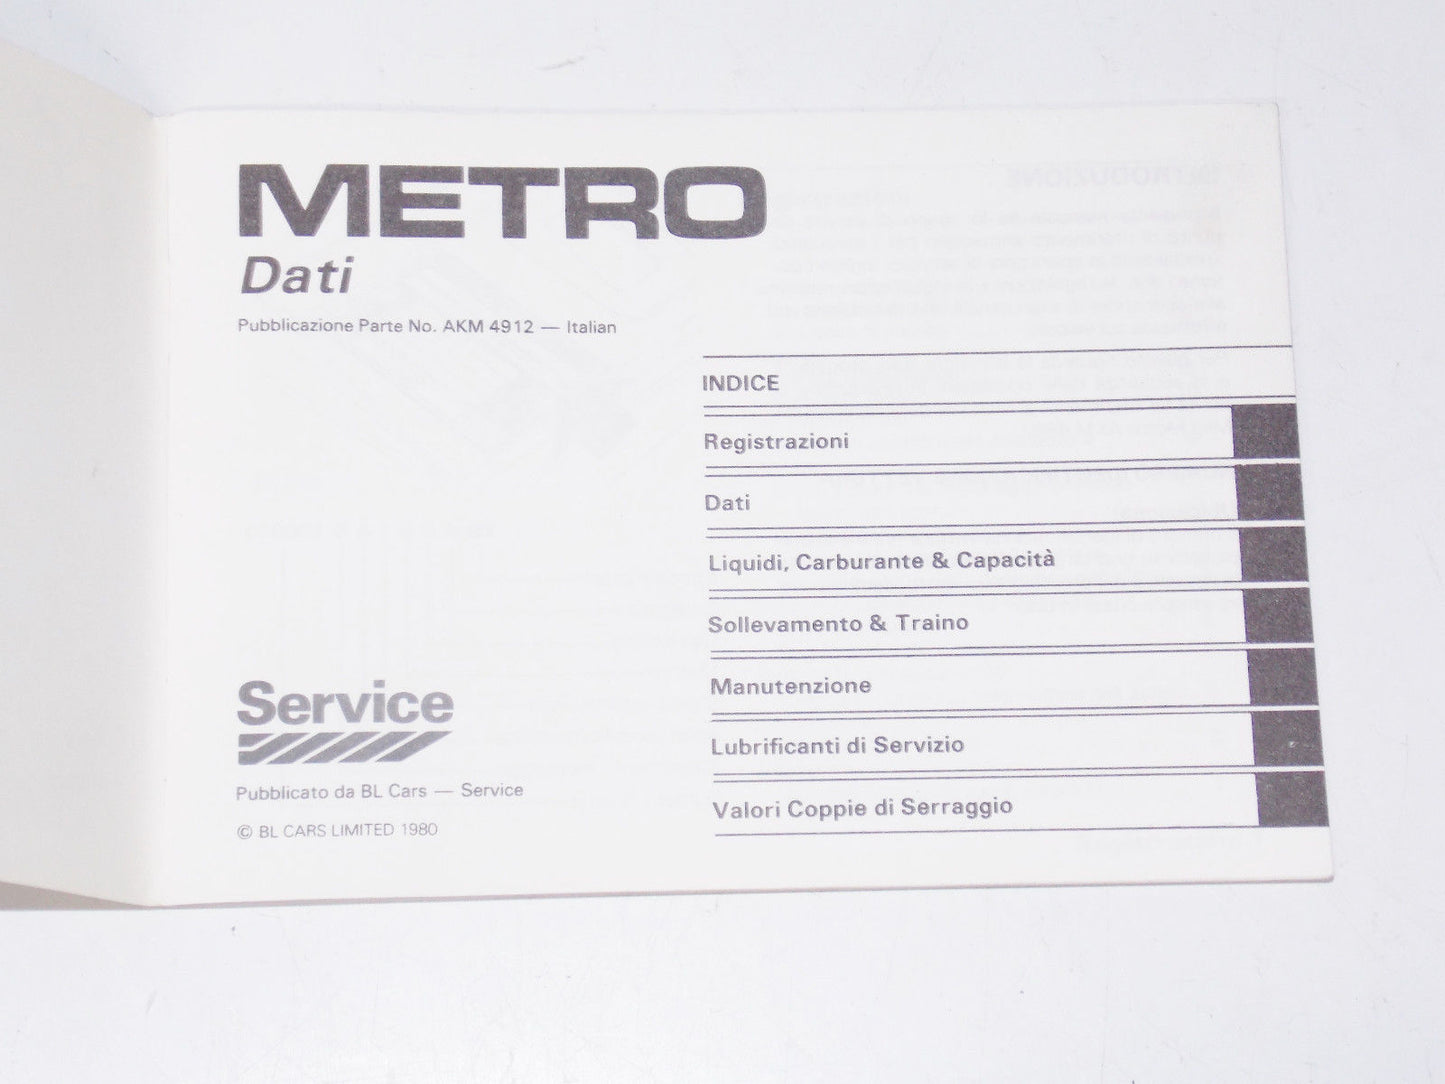 METRO
Dati
Pubblicazione Parte No. AKM 4912 — Italian
INDICE
Registrazioni
Dati
Liquidi, Carburante & Capacità
Sollevamento & Traino
Manutenzione
Lubrificanti di Servizio
Valori Coppie di Serraggio
Service
Pubblicato da BL Cars — Service
© BL CARS LIMITED 1980